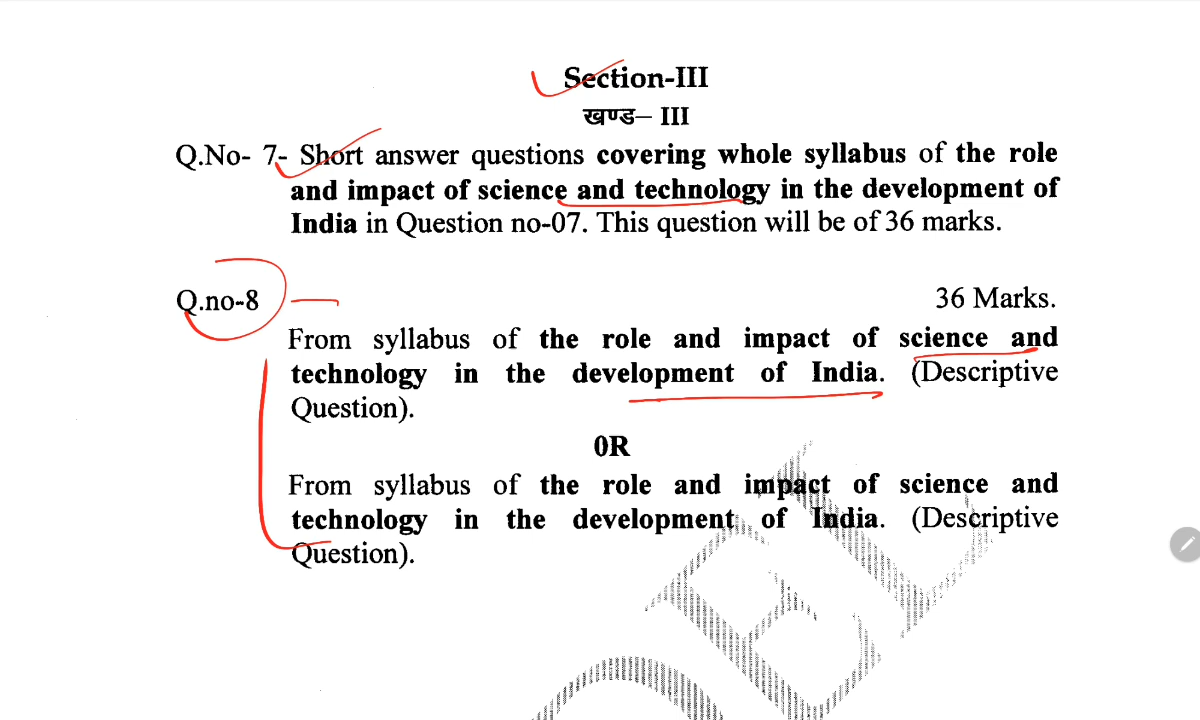 Section-III
खण्ड– III
Q.No- 7- Short answer questions covering whole syllabus of the role
and impact of science and technology in the development of
India in Question no-07. This question will be of 36 marks.
Q.no-8
36 Marks.
From syllabus of the role and impact of science and
technology in the development of India. (Descriptive
Question).
OR
From syllabus of the role and impact of science and
technology in the development of India. (Descriptive
Question).